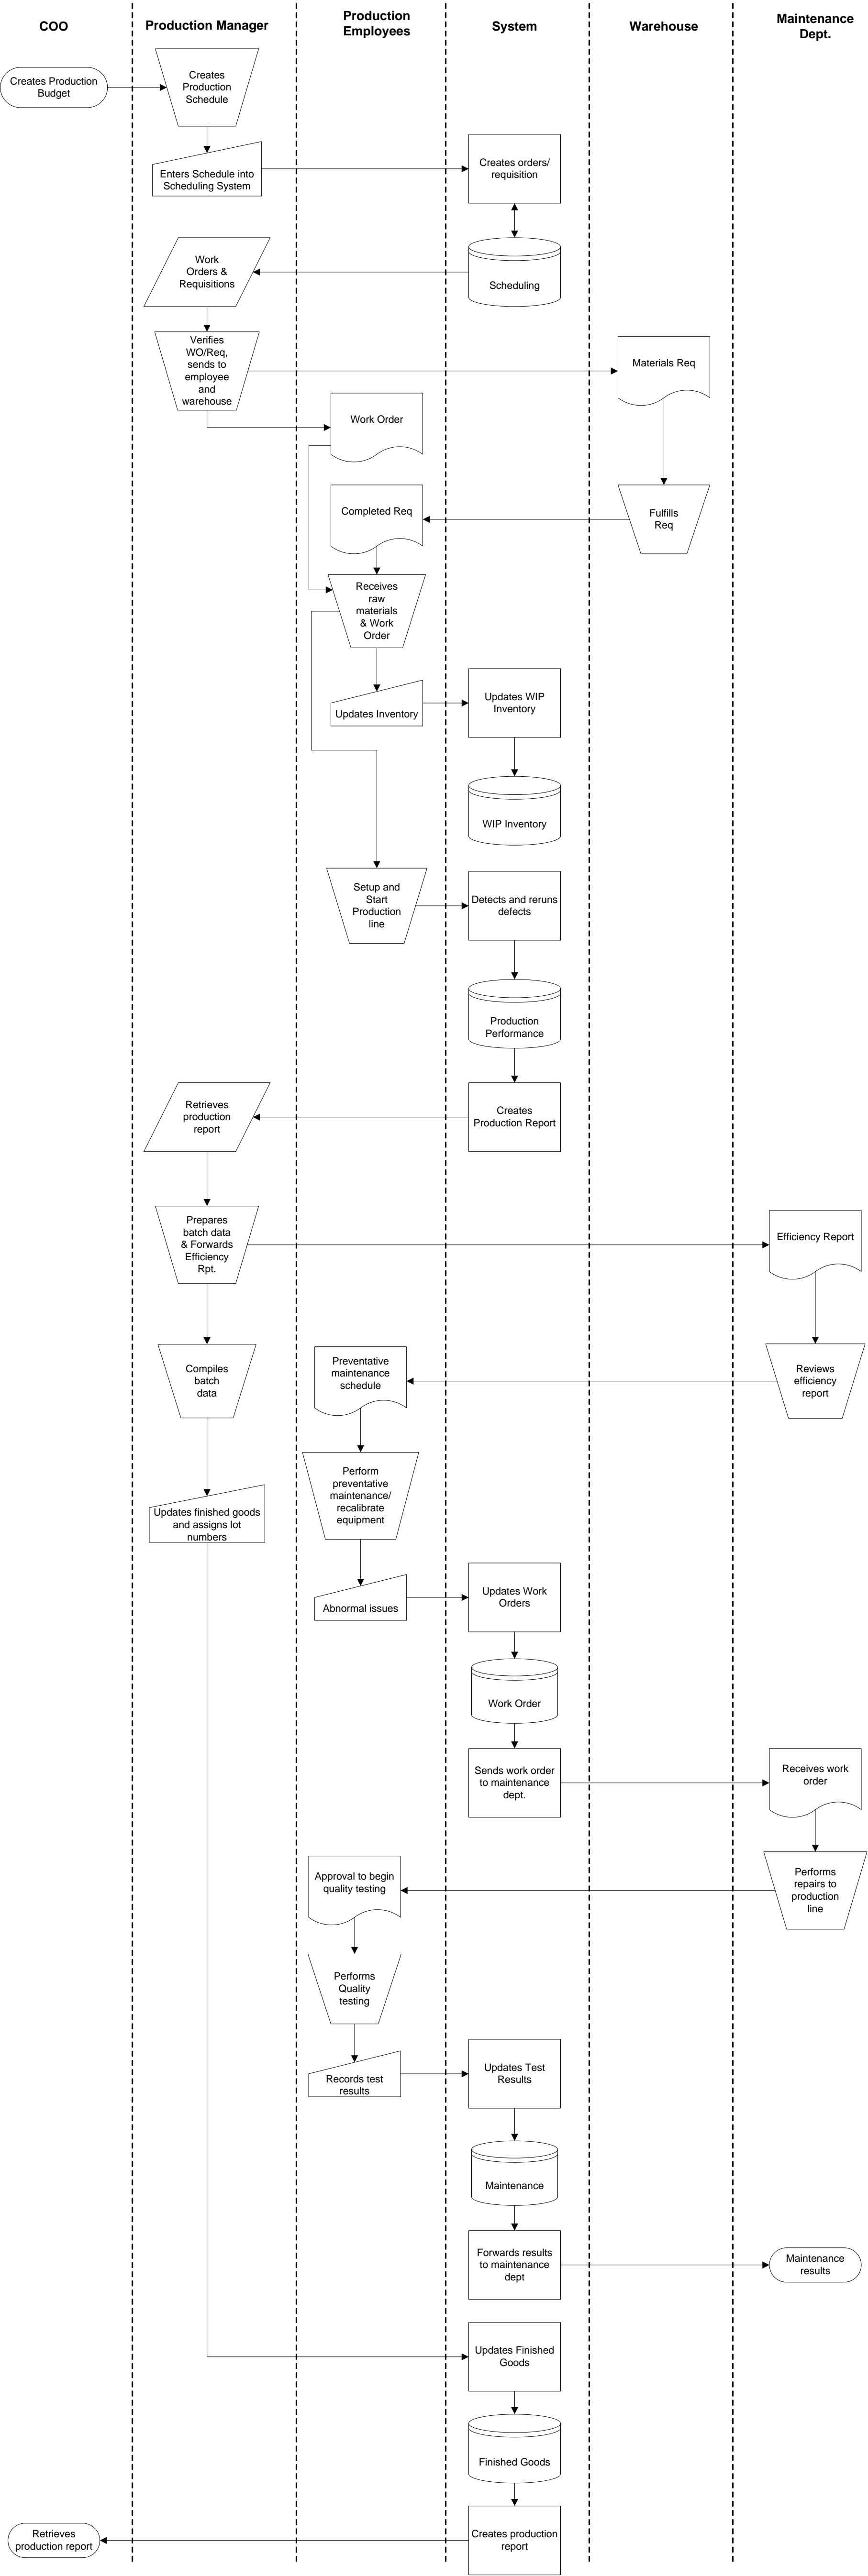 COO
Production Manager
Production
Employees
System
Warehouse
Maintenance
Dept.
Creates Production
Budget
Creates
Production
Schedule
Enters Schedule into
Scheduling System
Creates orders/
requisition
Scheduling
Work
Orders &
Requisitions
Verifies
WO/Req,
sends to
employee
and
warehouse
Materials Req
Work Order
Fulfills
Req
Completed Req
Receives
raw
materials
& Work
Order
Updates Inventory
Updates WIP
Inventory
WIP Inventory
Setup and
Start
Production
line
Detects and reruns
defects
Production
Performance
Creates
Production Report
Retrieves
production
report
Prepares
batch data
& Forwards
Efficiency
Rpt.
Efficiency Report
Compiles
batch
data
Preventative
maintenance
schedule
Reviews
efficiency
report
Updates finished goods
and assigns lot
numbers
Perform
preventative
maintenance/
recalibrate
equipment
Abnormal issues
Updates Work
Orders
Work Order
Sends work order
to maintenance
dept.
Receives work
order
Approval to begin
quality testing
Performs
repairs to
production
line
Performs
Quality
testing
Records test
results
Updates Test
Results
Maintenance
Forwards results
to maintenance
dept
Maintenance
results
Updates Finished
Goods
Finished Goods
Creates production
report
Retrieves
production report